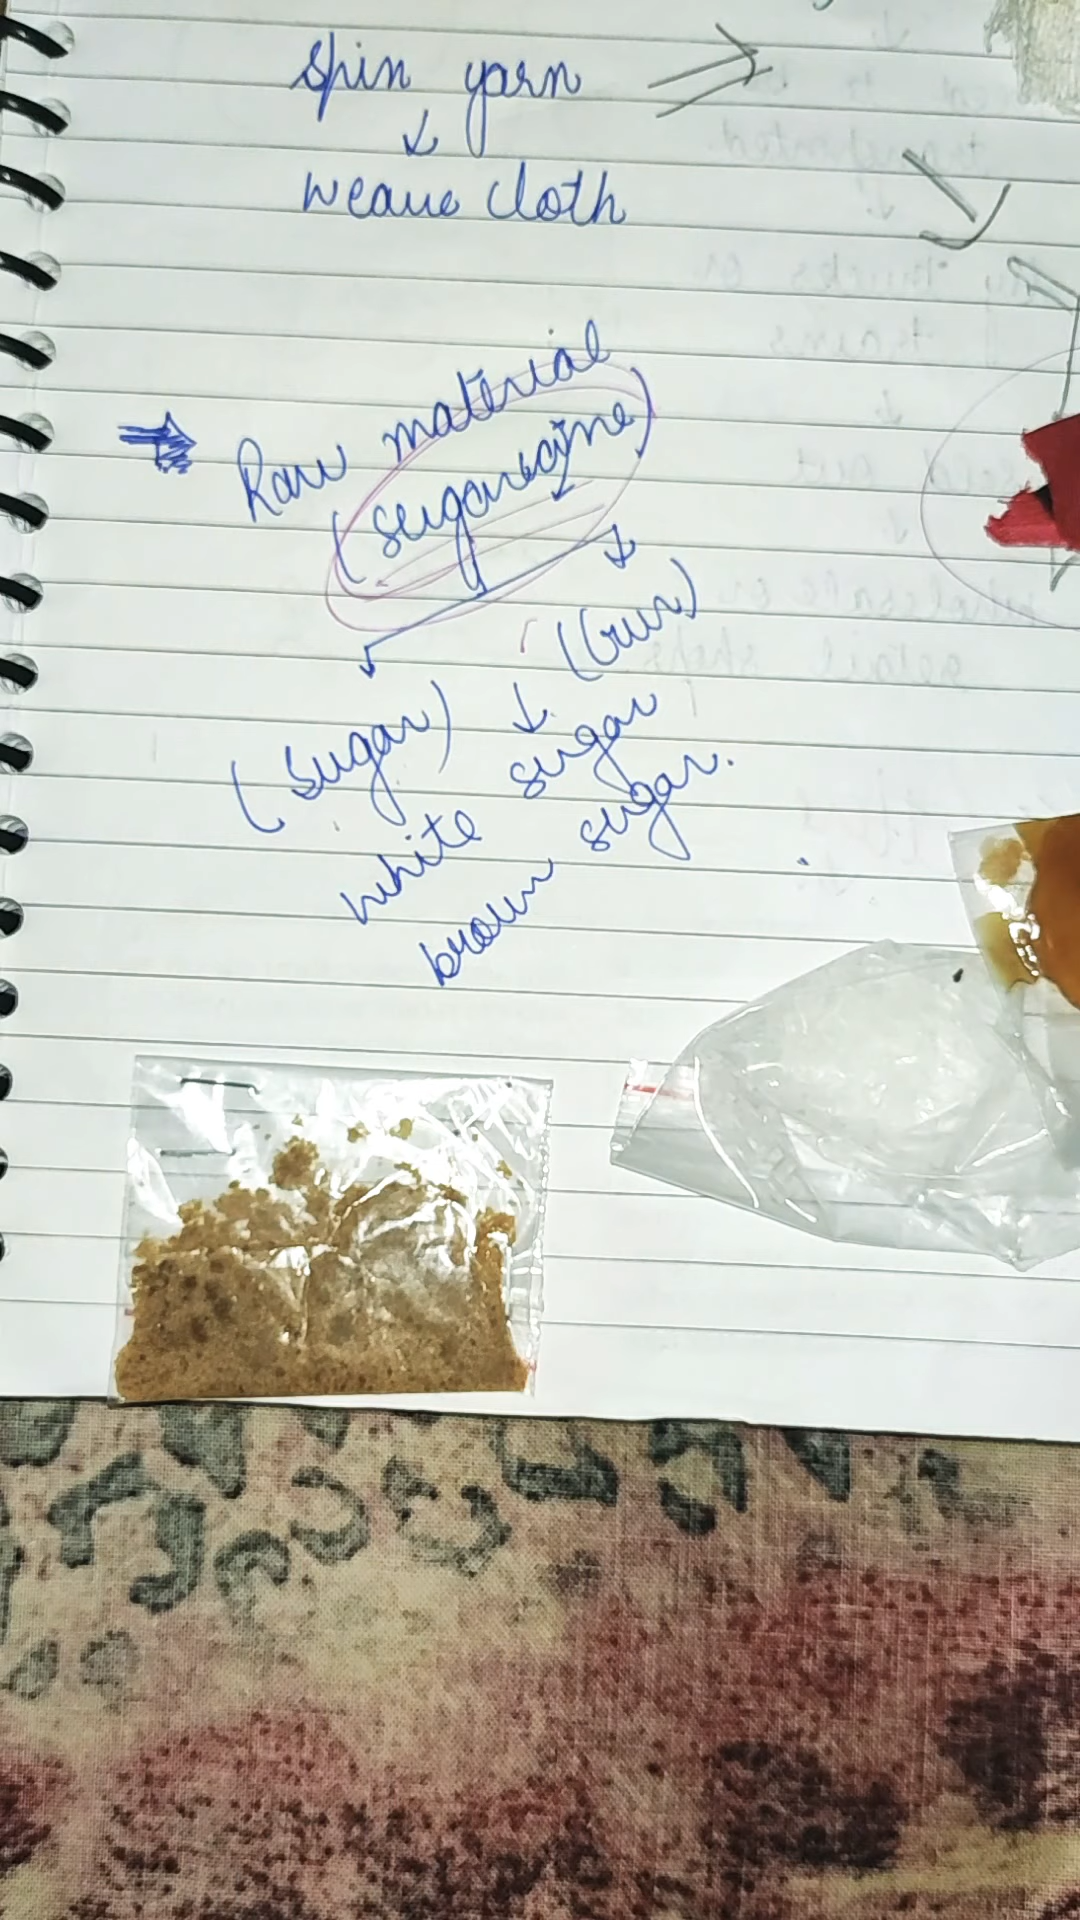 spin yarn
weave cloth
Raw material
(sugarcane)
(Sugar)
(Gur)
white sugar
brown sugar.